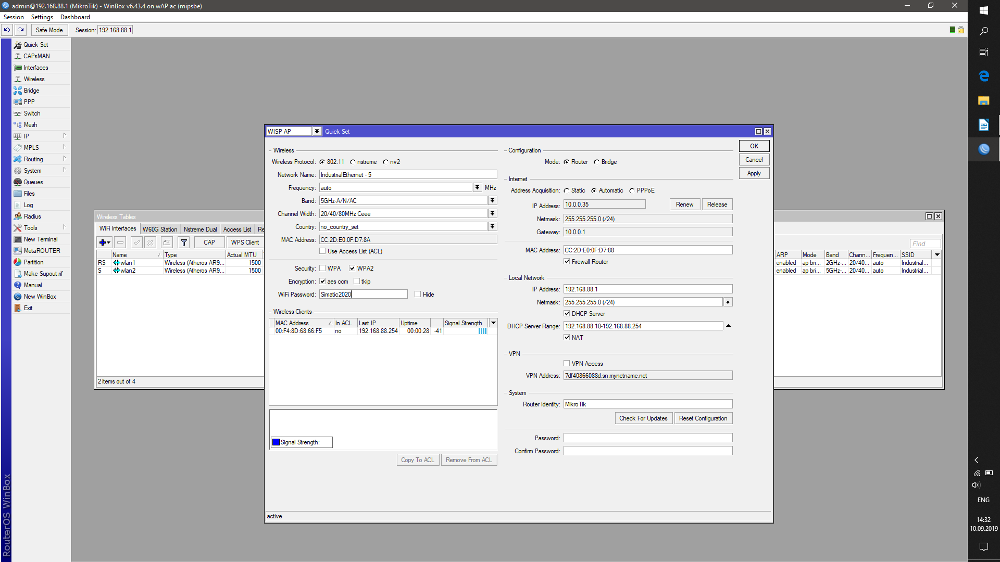 admin@192.168.88.1 (MikroTik) - WinBox v6.43.4 on wAP ac (mipsbe)
Session Settings Dashboard
Safe Mode Session: 192.168.88.1
Quick Set
CAPsMAN
Interfaces
Wireless
Bridge
PPP
Switch
Mesh
IP
MPLS
Routing
System
Queues
Files
Log
Radius
Tools
New Terminal
MetaROUTER
Partition
Make Supout.rif
Manual
New WinBox
Exit
RouterOS WinBox
Wireless Tables
WiFi Interfaces W60G Station Nstreme Dual Access List Re
CAP WPS Client
Name Type Actual MTU
RS wlan1 Wireless (Atheros AR9... 1500
S wlan2 Wireless (Atheros AR9... 1500
2 items out of 4
WISP AP Quick Set
Wireless
Wireless Protocol: 802.11 nstreme nv2
Network Name: IndustrialEthernet - 5
Frequency: auto MHz
Band: 5GHz-A/N/AC
Channel Width: 20/40/80MHz Ceee
Country: no_country_set
MAC Address: CC:2D:E0:0F:D7:8A
Use Access List (ACL)
Security: WPA WPA2
Encryption: aes ccm tkip
WiFi Password: Simatic2020 Hide
Wireless Clients
MAC Address In ACL Last IP Uptime Signal Strength
00:F4:8D:68:66:F5 no 192.168.88.254 00:00:28 -41
Signal Strength:
Copy To ACL Remove From ACL
active
Configuration
Mode: Router Bridge
Internet
Address Acquisition: Static Automatic PPPoE
IP Address: 10.0.0.35 Renew Release
Netmask: 255.255.255.0 (/24)
Gateway: 10.0.0.1
MAC Address: CC:2D:E0:0F:D7:88
Firewall Router
Local Network
IP Address: 192.168.88.1
Netmask: 255.255.255.0 (/24)
DHCP Server
DHCP Server Range: 192.168.88.10-192.168.88.254
NAT
VPN
VPN Access
VPN Address: 7df40866088d.sn.mynetname.net
System
Router Identity: MikroTik
Check For Updates Reset Configuration
Password:
Confirm Password:
OK
Cancel
Apply
Find
ARP Mode Band Chann... Frequen... SSID
enabled ap bri... 2GHz-... 20/40... auto Industrial...
enabled ap bri... 5GHz-... 20/40... auto Industrial...
ENG
14:32
10.09.2019